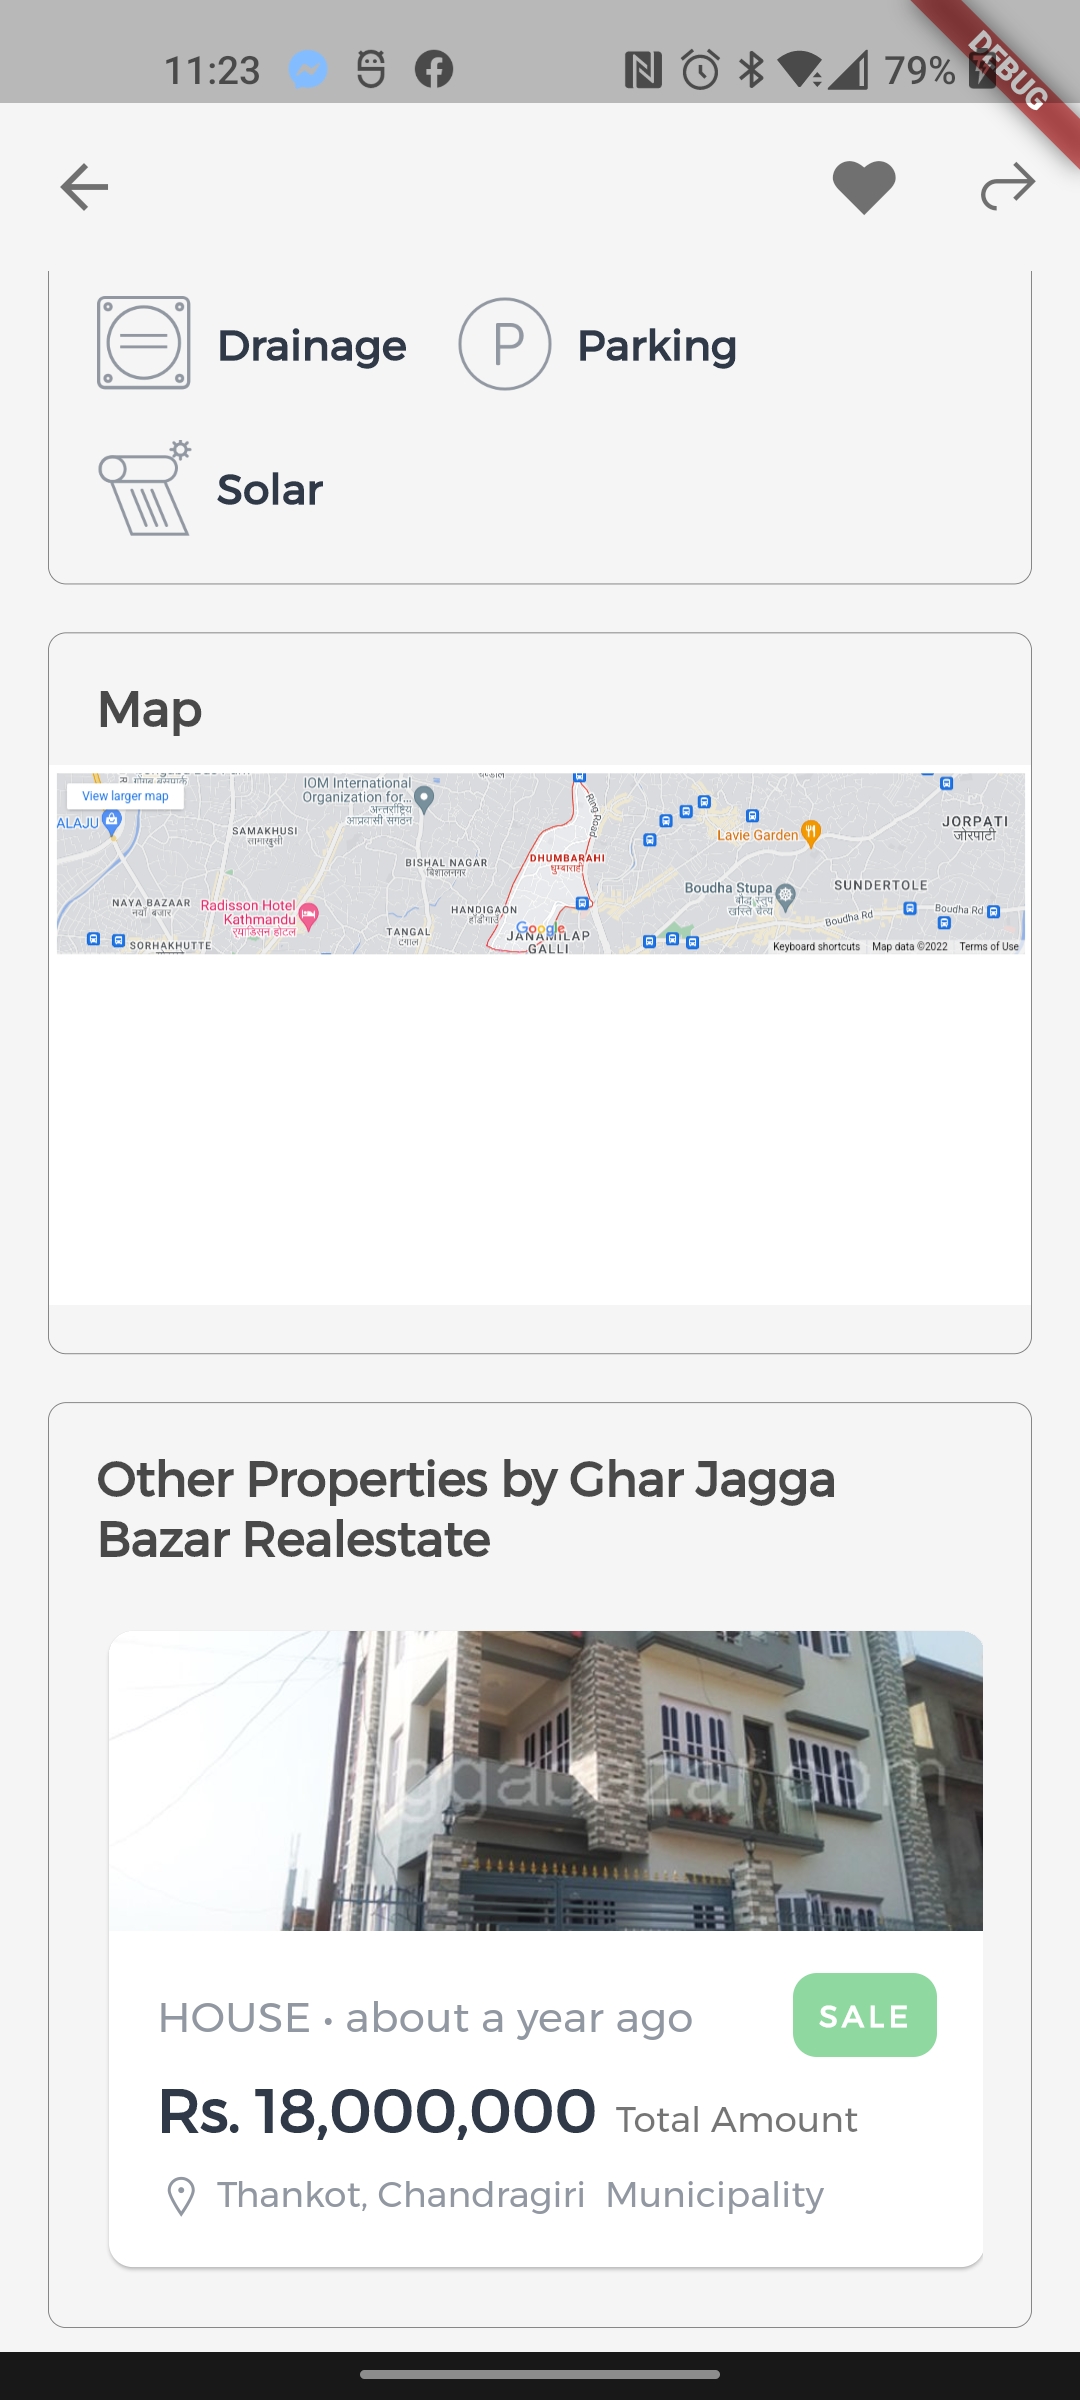 11:23
79%
DEBUG
Drainage
P
Parking
Solar
Map
View larger map
IOM International
Organization for...
अन्तर्राष्ट्रिय
आप्रवासी संगठन
ALAJU
SAMAKHUSI
सामाखुसी
BISHAL NAGAR
बिशालनगर
Ring Road
DHUMBARAHI
धुम्बाराही
Lavie Garden
JORPATI
जोरपाटी
NAYA BAZAAR
नयाँ बजार
Radisson Hotel
Kathmandu
र्‍याडिसन होटल
HANDIGAON
हाँडीगाउँ
Boudha Stupa
बौद्ध स्तुप
SUNDERTOLE
Boudha Rd
Boudha Rd
TANGAL
टंगाल
Google
JANAMILAP
GALLI
SORHAKHUTTE
Keyboard shortcuts
Map data ©2022
Terms of Use
Other Properties by Ghar Jagga
Bazar Realestate
HOUSE • about a year ago
SALE
Rs. 18,000,000 Total Amount
Thankot, Chandragiri  Municipality